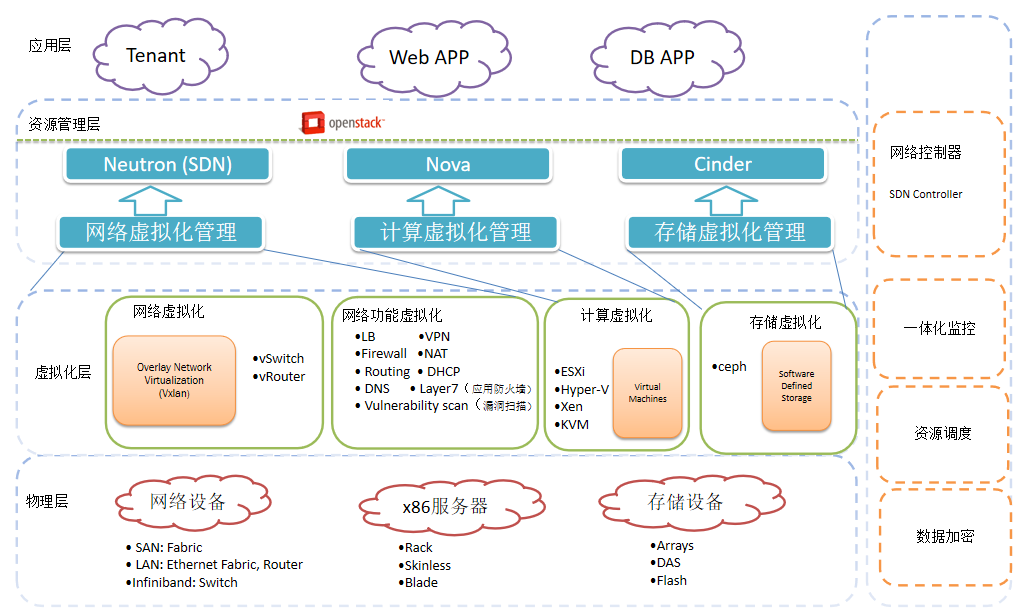 应用层
Tenant
Web APP
DB APP
资源管理层
openstack
Neutron (SDN)
Nova
Cinder
网络虚拟化管理
计算虚拟化管理
存储虚拟化管理
虚拟化层
网络虚拟化
Overlay Network
Virtualization
(Vxlan)
•vSwitch
•vRouter
网络功能虚拟化
•LB •VPN
•Firewall •NAT
• Routing • DHCP
• DNS • Layer7（应用防火墙）
• Vulnerability scan（漏洞扫描）
计算虚拟化
•ESXi
•Hyper-V
•Xen
•KVM
Virtual
Machines
存储虚拟化
•ceph
Software
Defined
Storage
物理层
网络设备
• SAN: Fabric
• LAN: Ethernet Fabric, Router
•Infiniband: Switch
x86服务器
•Rack
•Skinless
•Blade
存储设备
•Arrays
•DAS
•Flash
网络控制器
SDN Controller
一体化监控
资源调度
数据加密